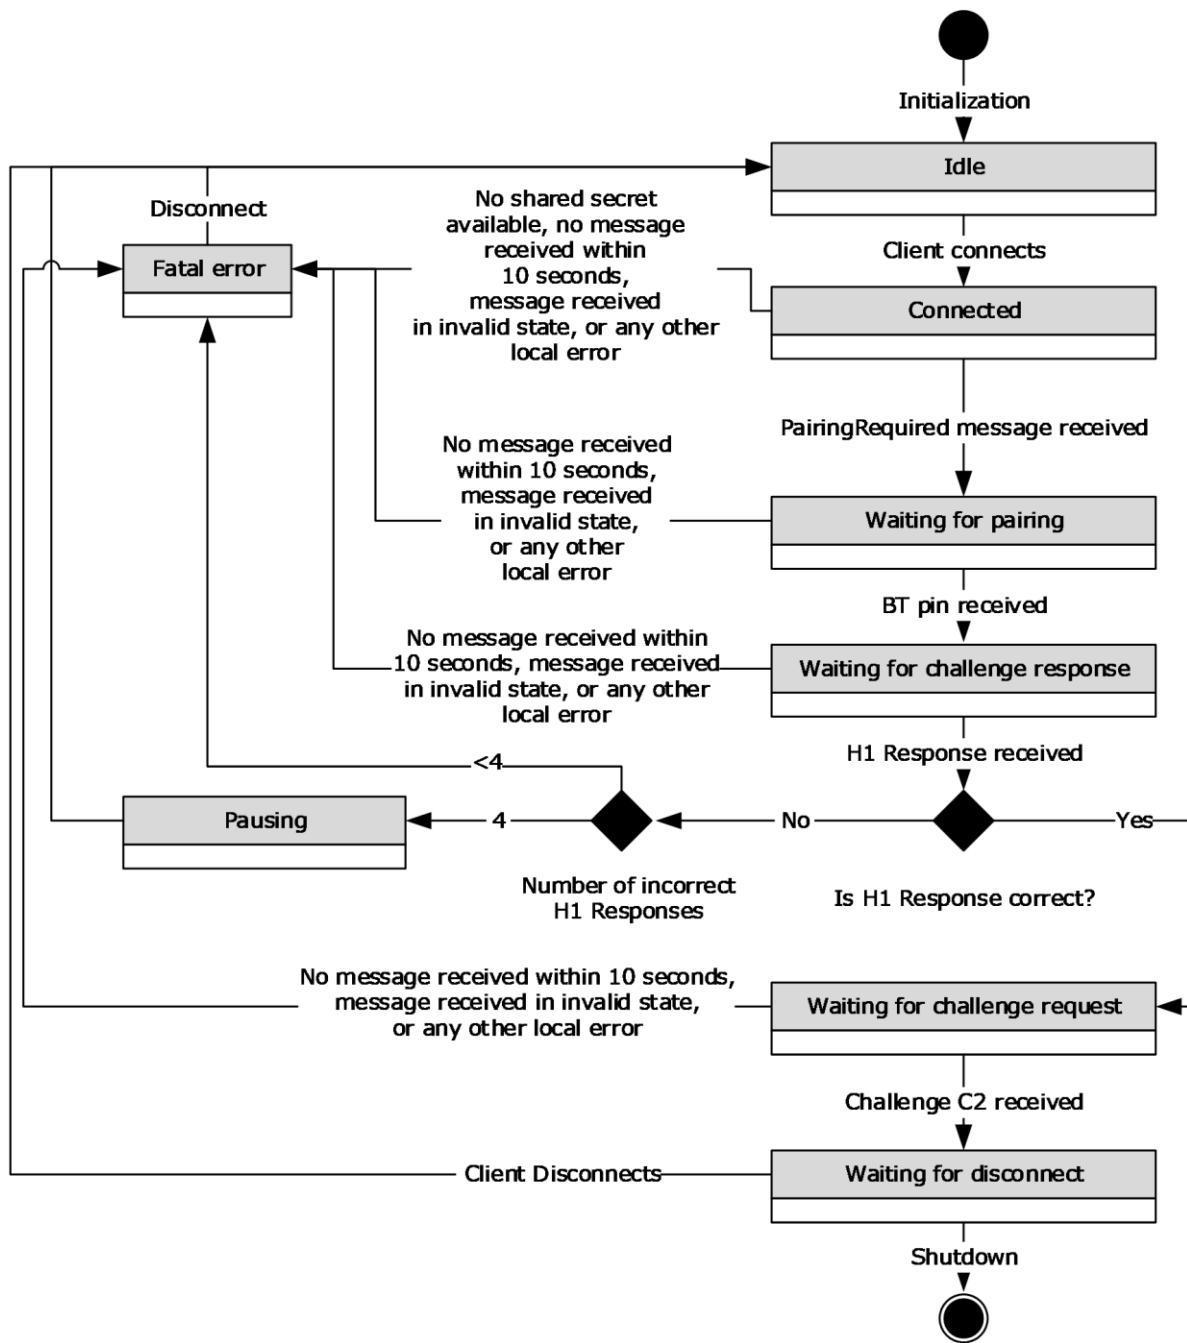 Initialization
Idle
No shared secret
available, no message
received within
10 seconds,
message received
in invalid state, or any other
local error
Disconnect
Client connects
Fatal error
Connected
PairingRequired message received
No message received
within 10 seconds,
message received
in invalid state,
or any other
local error
Waiting for pairing
BT pin received
No message received within
10 seconds, message received
in invalid state, or any other
local error
Waiting for challenge response
H1 Response received
<4
Pausing
4
No
Yes
Number of incorrect
H1 Responses
Is H1 Response correct?
No message received within 10 seconds,
message received in invalid state,
or any other local error
Waiting for challenge request
Challenge C2 received
Client Disconnects
Waiting for disconnect
Shutdown